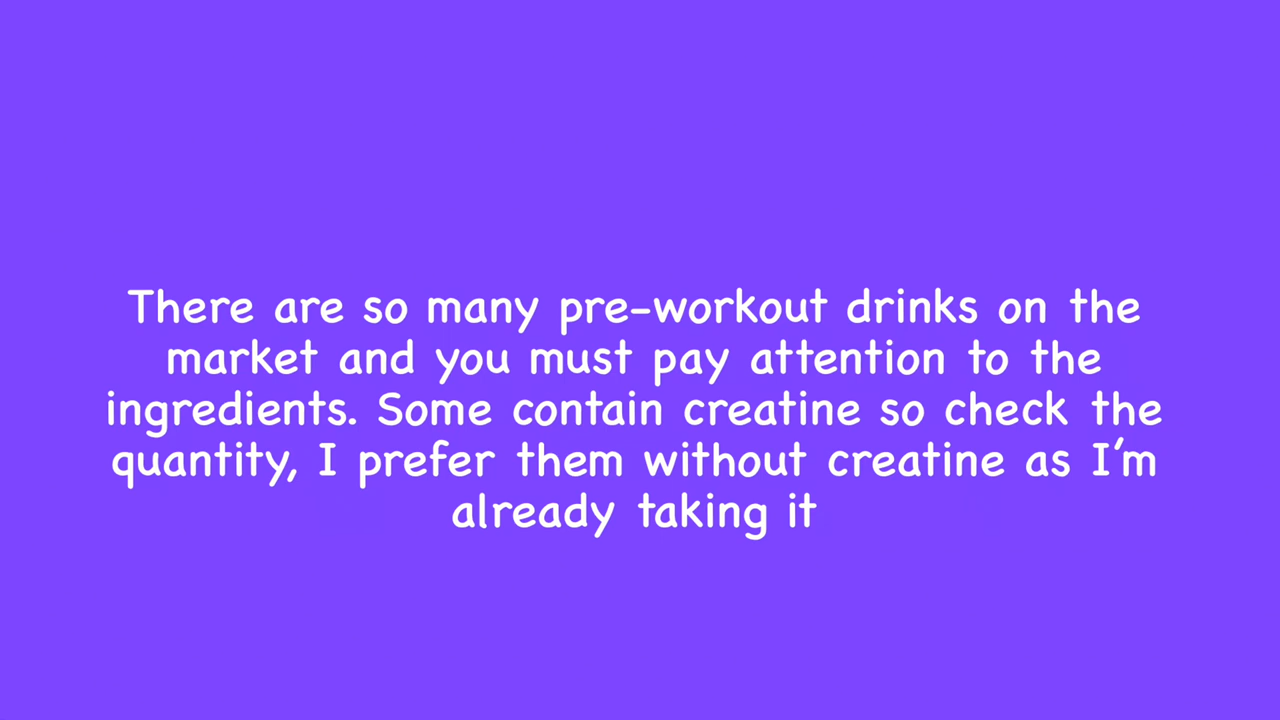 There are so many pre-workout drinks on the
market and you must pay attention to the
ingredients. Some contain creatine so check the
quantity, I prefer them without creatine as I’m
already taking it